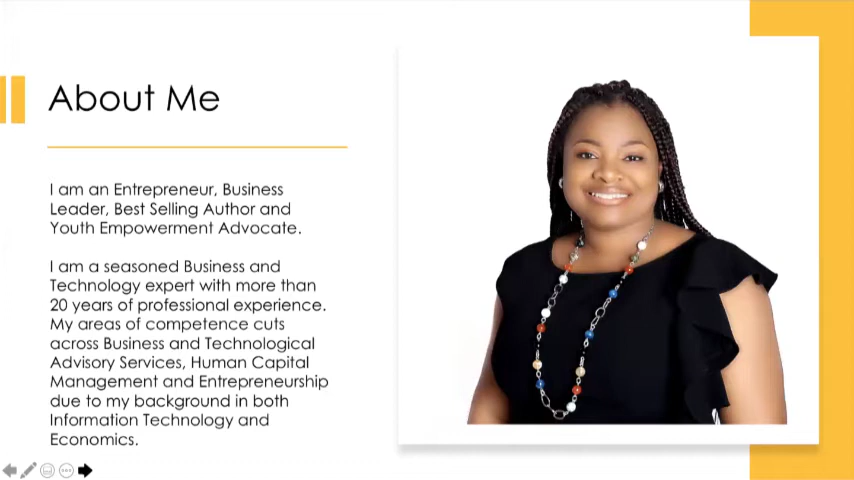 About Me
I am an Entrepreneur, Business
Leader, Best Selling Author and
Youth Empowerment Advocate.
I am a seasoned Business and
Technology expert with more than
20 years of professional experience.
My areas of competence cuts
across Business and Technological
Advisory Services, Human Capital
Management and Entrepreneurship
due to my background in both
Information Technology and
Economics.